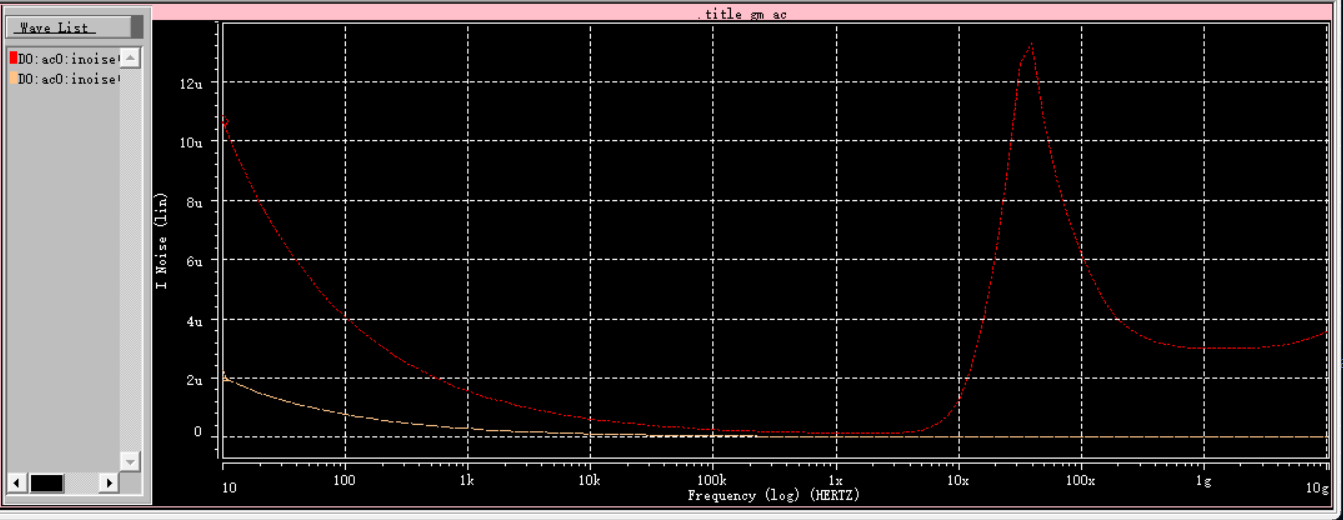 .title gm ac
Wave List
D0:ac0:inoise
D0:ac0:inoise
I Noise (lin)
12u
10u
8u
6u
4u
2u
0
10
100
1k
10k
100k
1x
10x
100x
1g
10g
Frequency (log) (HERTZ)